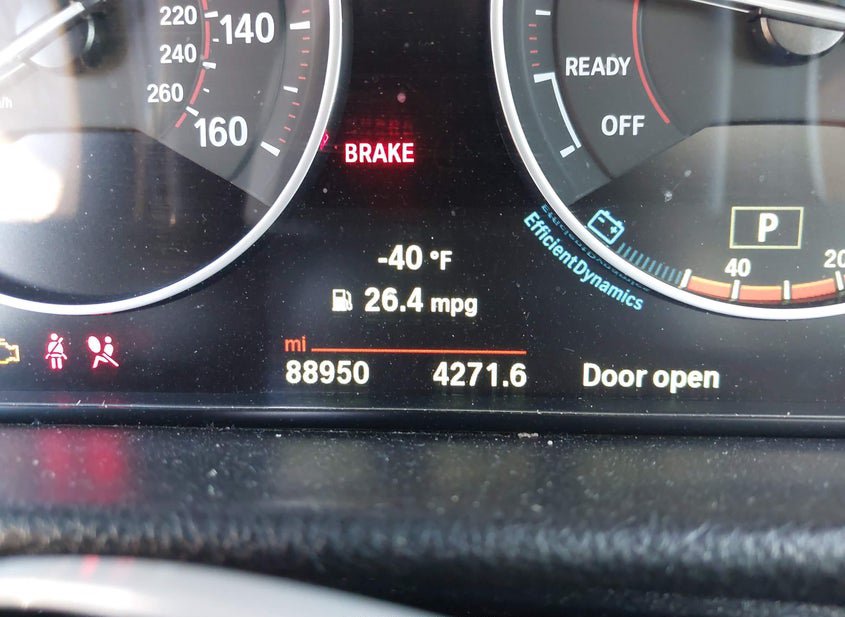 220
140
240
260
160
READY
OFF
BRAKE
P
-40 °F
EfficientDynamics
40
20
26.4 mpg
mi
88950
4271.6
Door open